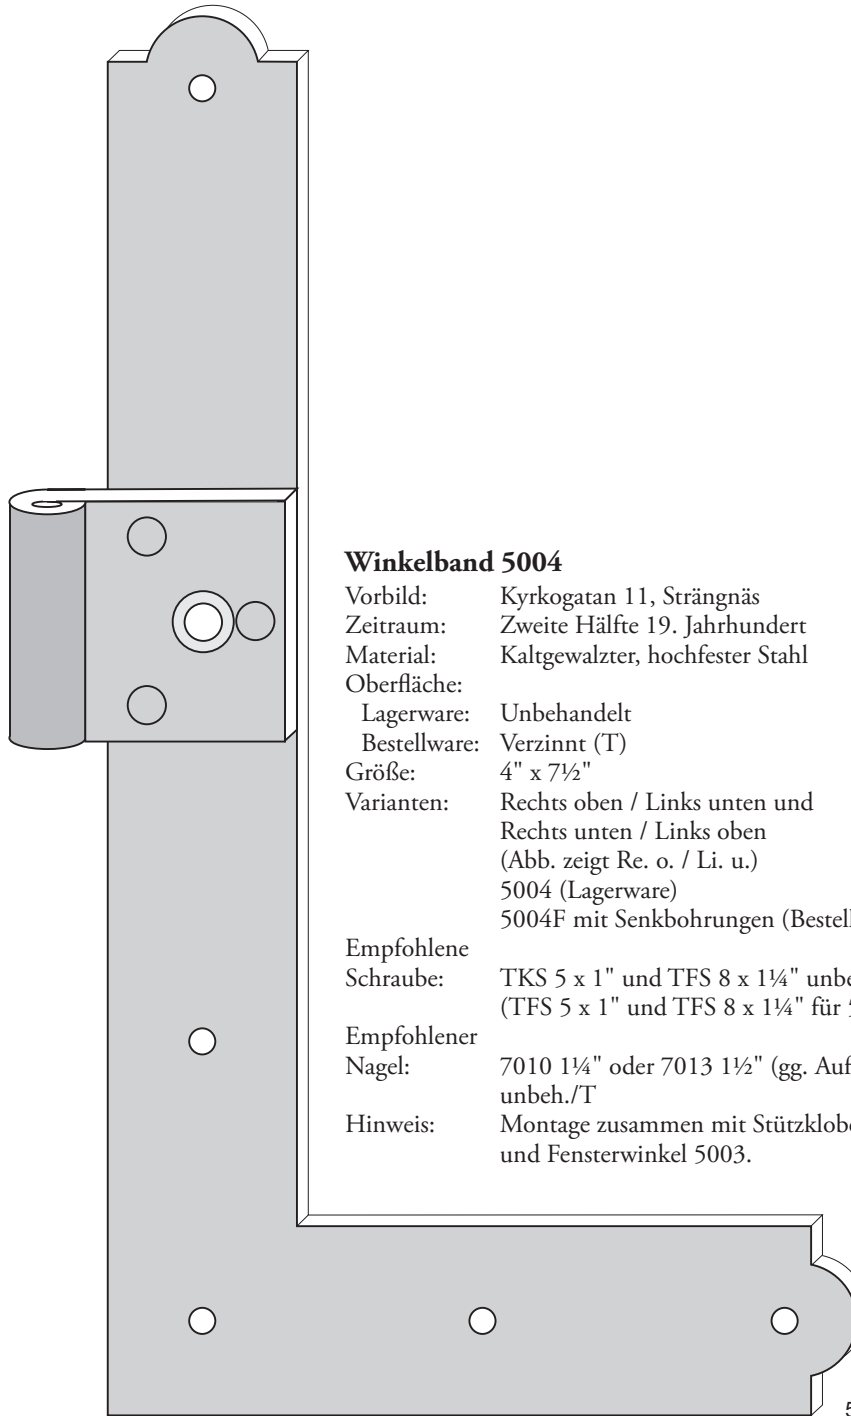 Winkelband 5004
Vorbild: Kyrkogatan 11, Strängnäs
Zeitraum: Zweite Hälfte 19. Jahrhundert
Material: Kaltgewalzter, hochfester Stahl
Oberfläche:
Lagerware: Unbehandelt
Bestellware: Verzinnt (T)
Größe: 4" x 7½"
Varianten: Rechts oben / Links unten und
Rechts unten / Links oben
(Abb. zeigt Re. o. / Li. u.)
5004 (Lagerware)
5004F mit Senkbohrungen
Empfohlene
Schraube: TKS 5 x 1" und TFS 8 x 1¼"
(TFS 5 x 1" und TFS 8 x 1¼" für
Empfohlener
Nagel: 7010 1¼" oder 7013 1½" (gg.
unbeh./T
Hinweis: Montage zusammen mit
und Fensterwinkel 5003.